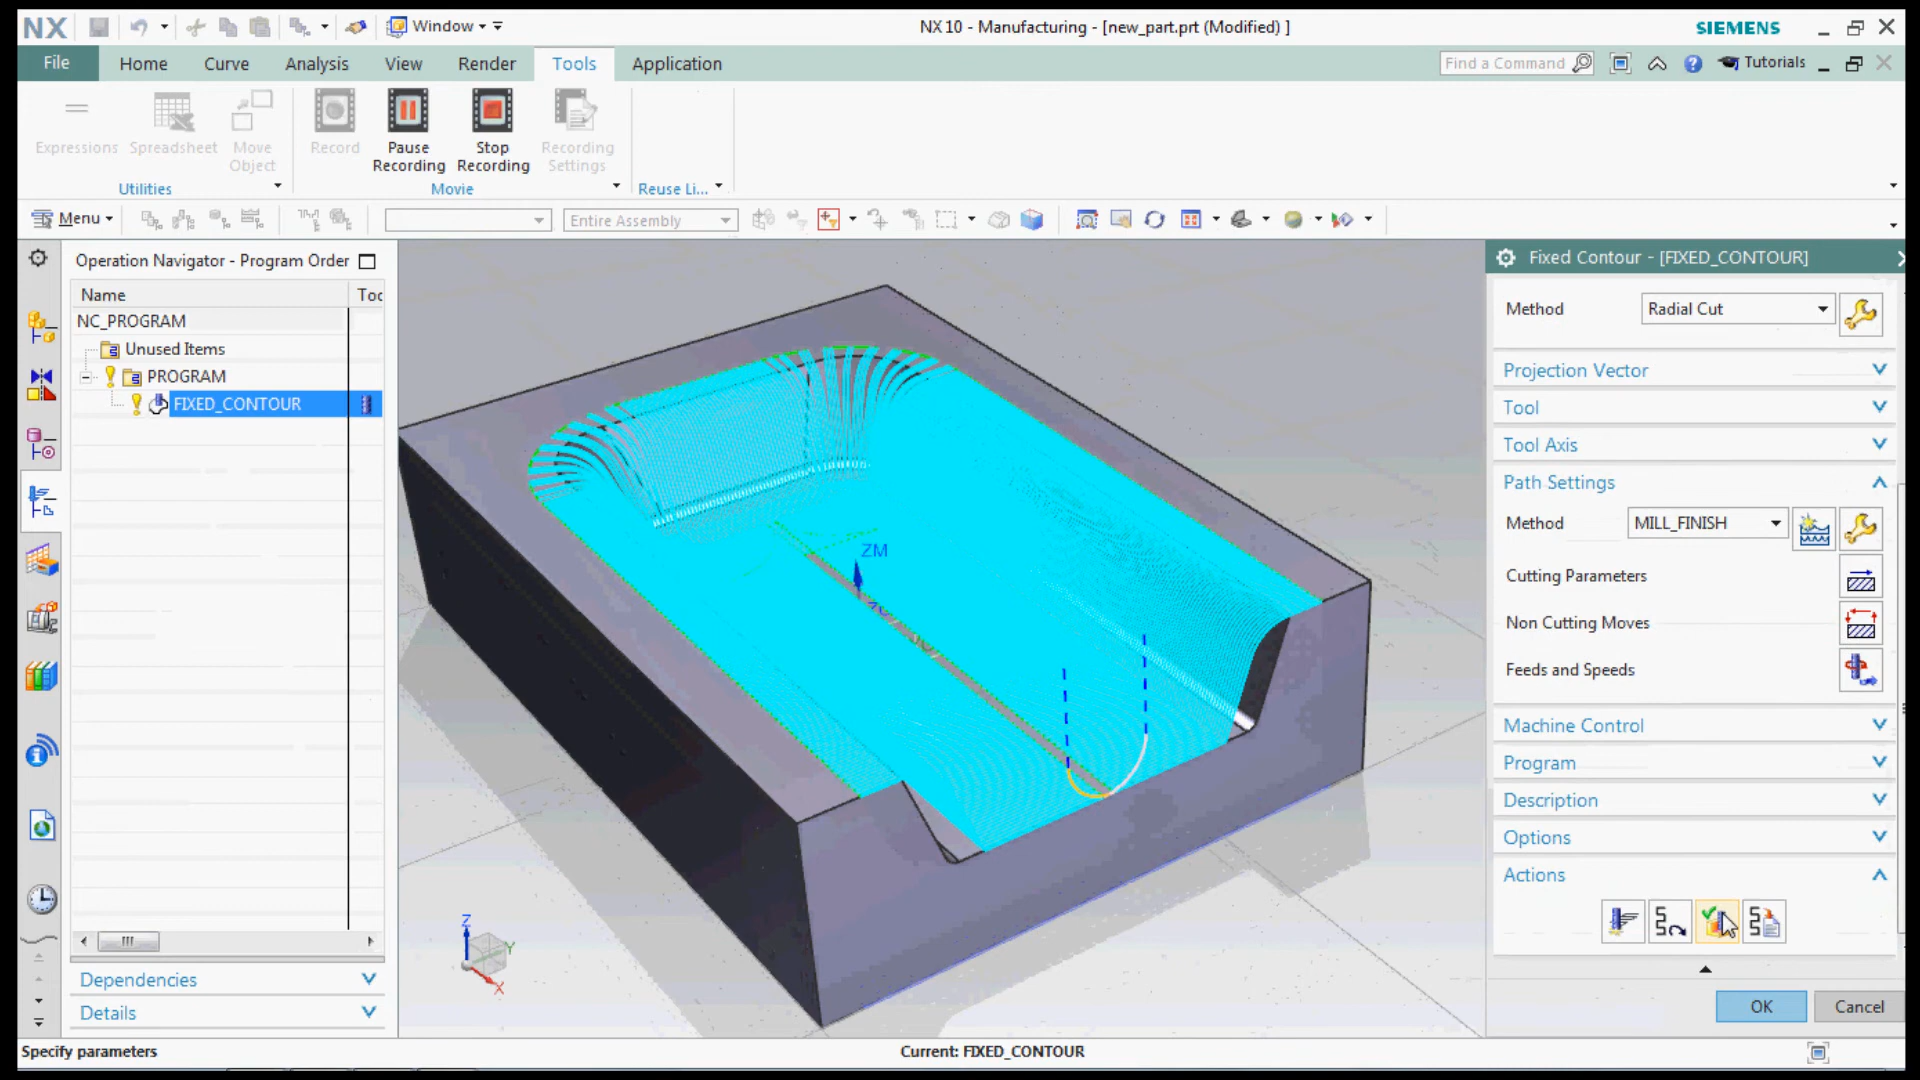 NX
Window
NX 10 - Manufacturing - [new_part.prt (Modified) ]
SIEMENS
File
Home
Curve
Analysis
View
Render
Tools
Application
Find a Command
Tutorials
Expressions
Spreadsheet
Move Object
Record
Pause Recording
Stop Recording
Recording Settings
Utilities
Movie
Reuse Li...
Menu
Entire Assembly
Operation Navigator - Program Order
Name
Toc
NC_PROGRAM
Unused Items
PROGRAM
FIXED_CONTOUR
Dependencies
Details
ZM
Z
Y
X
Fixed Contour - [FIXED_CONTOUR]
Method
Radial Cut
Projection Vector
Tool
Tool Axis
Path Settings
Method
MILL_FINISH
Cutting Parameters
Non Cutting Moves
Feeds and Speeds
Machine Control
Program
Description
Options
Actions
OK
Cancel
Specify parameters
Current: FIXED_CONTOUR